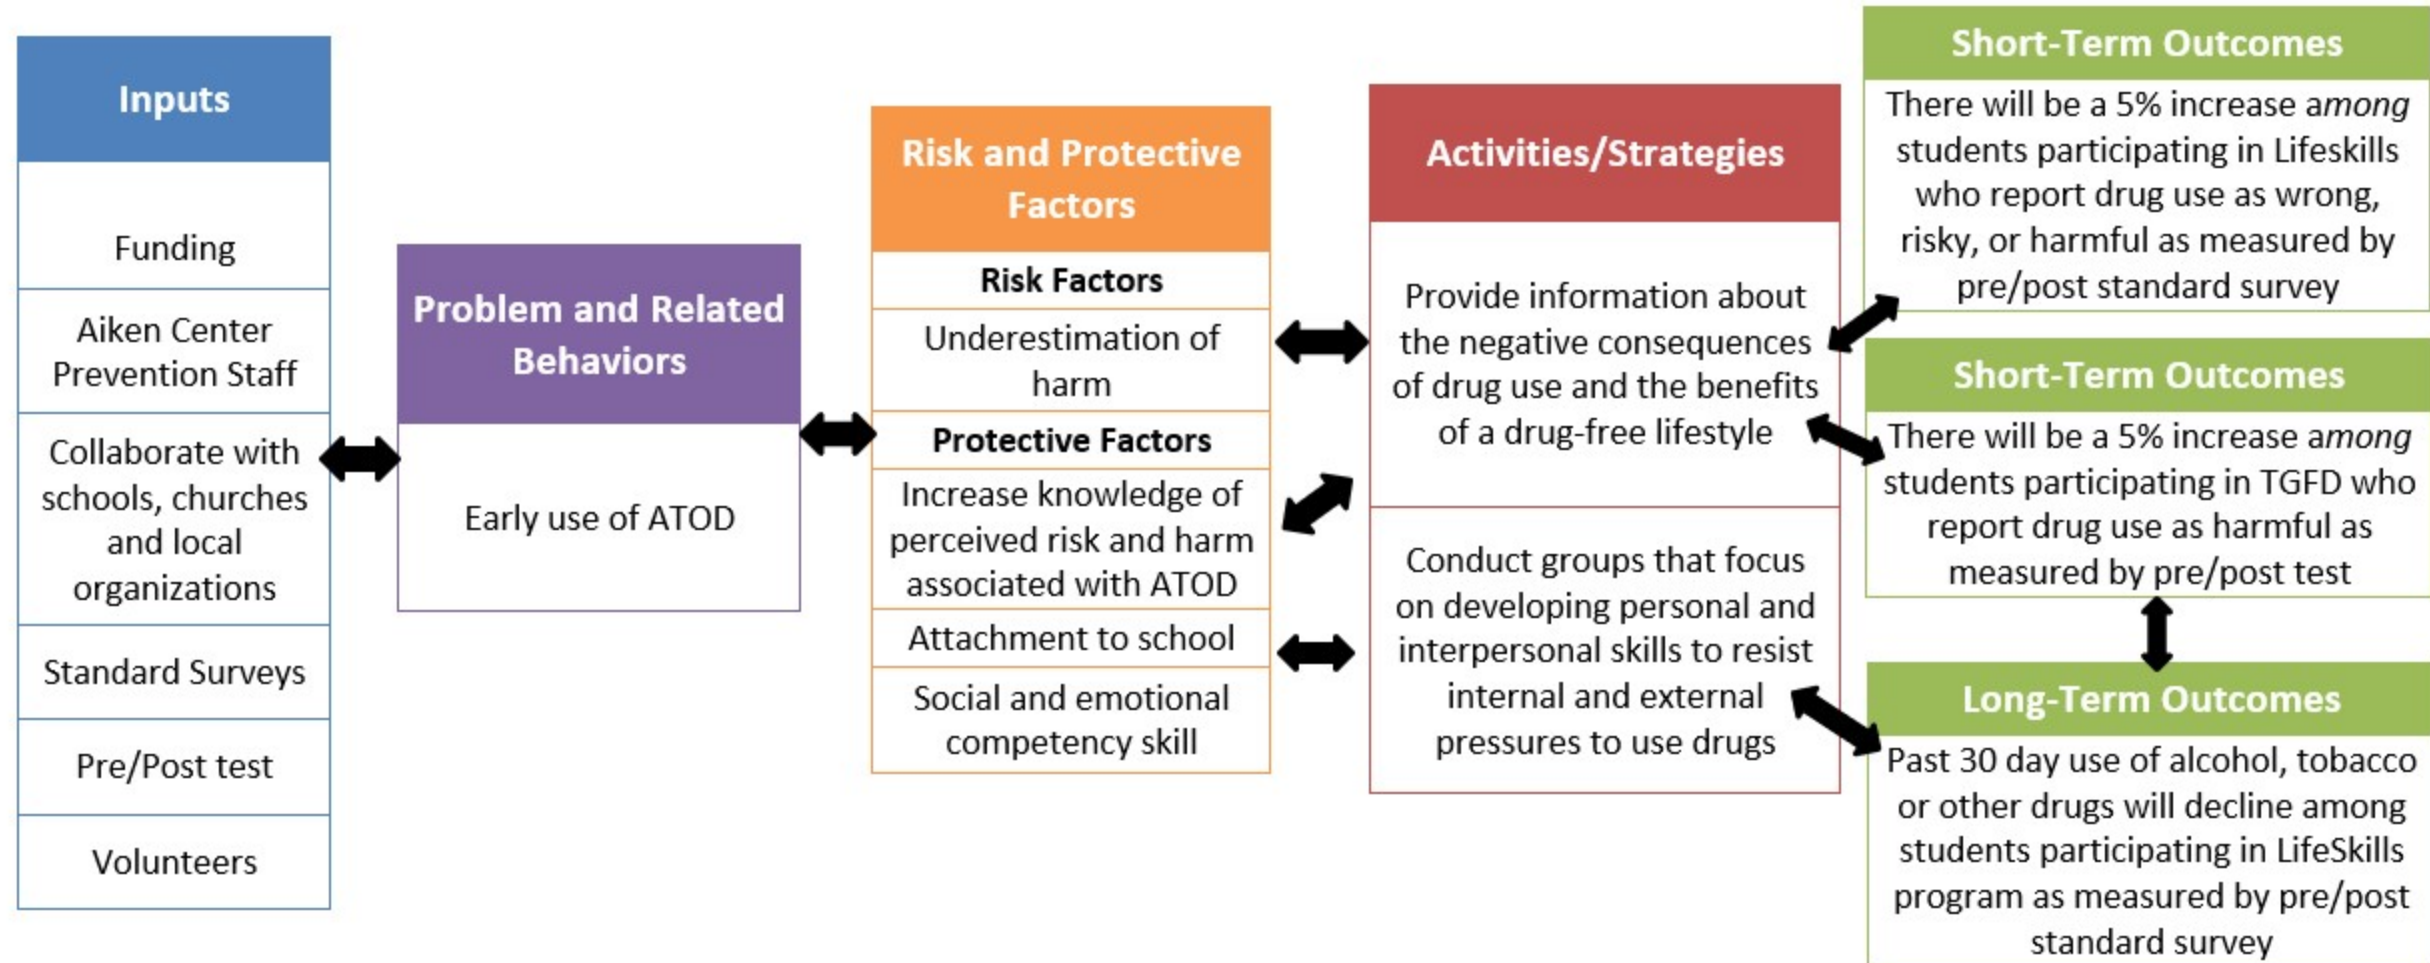 Inputs
Funding
Aiken Center
Prevention Staff
Collaborate with
schools, churches
and local
organizations
Standard Surveys
Pre/Post test
Volunteers
Problem and Related
Behaviors
Early use of ATOD
Risk and Protective
Factors
Risk Factors
Underestimation of
harm
Protective Factors
Increase knowledge of
perceived risk and harm
associated with ATOD
Attachment to school
Social and emotional
competency skill
Activities/Strategies
Provide information about
the negative consequences
of drug use and the benefits
of a drug-free lifestyle
Conduct groups that focus
on developing personal and
interpersonal skills to resist
internal and external
pressures to use drugs
Short-Term Outcomes
There will be a 5% increase among
students participating in Lifeskills
who report drug use as wrong,
risky, or harmful as measured by
pre/post standard survey
Short-Term Outcomes
There will be a 5% increase among
students participating in TGFD who
report drug use as harmful as
measured by pre/post test
Long-Term Outcomes
Past 30 day use of alcohol, tobacco
or other drugs will decline among
students participating in LifeSkills
program as measured by pre/post
standard survey